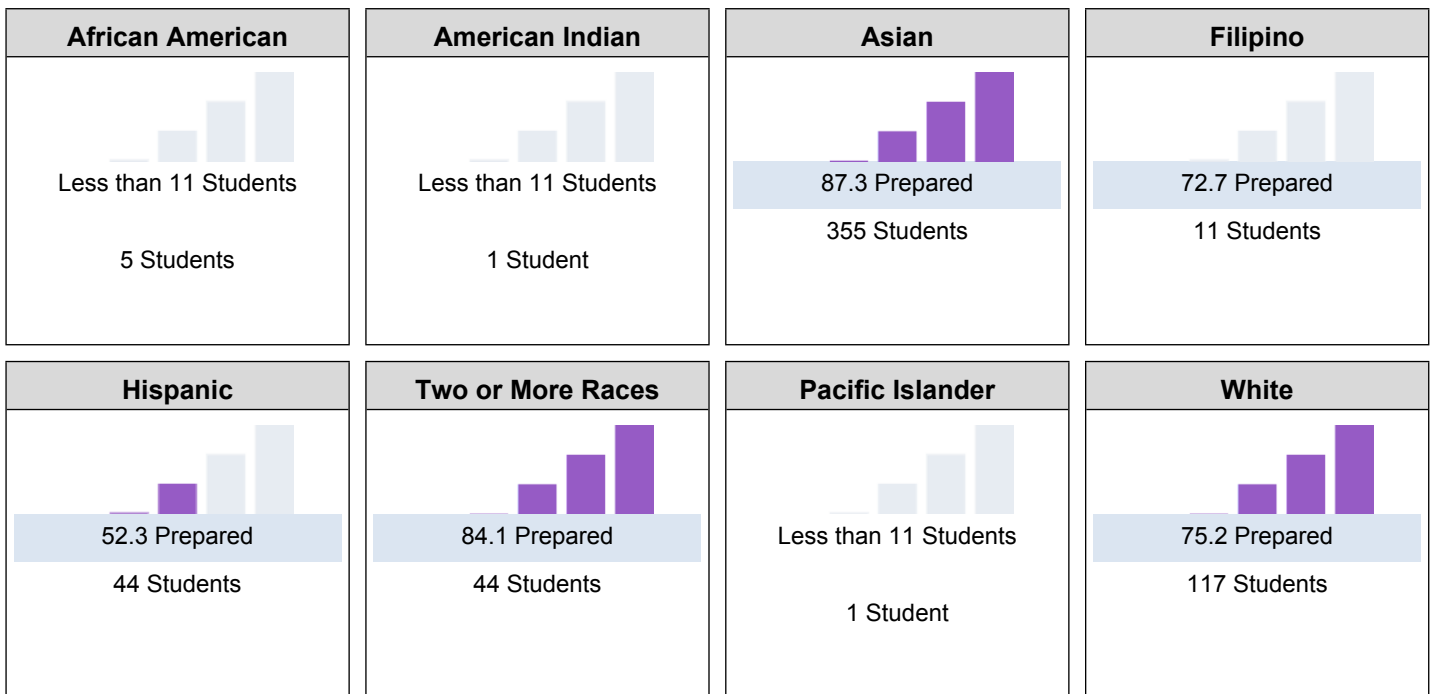 African American
Less than 11 Students
5 Students
American Indian
Less than 11 Students
1 Student
Asian
87.3 Prepared
355 Students
Filipino
72.7 Prepared
11 Students
Hispanic
52.3 Prepared
44 Students
Two or More Races
84.1 Prepared
44 Students
Pacific Islander
Less than 11 Students
1 Student
White
75.2 Prepared
117 Students